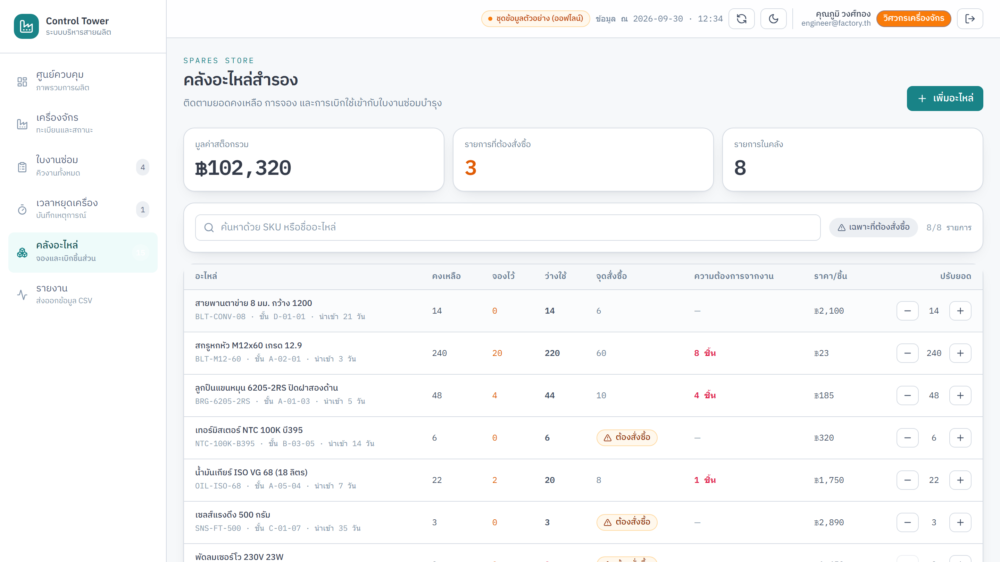 Control Tower
ระบบบริหารสายผลิต
ชุดข้อมูลตัวอย่าง (ออฟไลน์)
ข้อมูล ณ 2026-09-30 · 12:34
คุณภูมิ วงศ์ทอง
engineer@factory.th
วิศวกรเครื่องจักร
ศูนย์ควบคุม
ภาพรวมการผลิต
เครื่องจักร
ทะเบียนและสถานะ
ใบงานซ่อม
คิวงานทั้งหมด
4
เวลาหยุดเครื่อง
บันทึกเหตุการณ์
1
คลังอะไหล่
จองและเบิกชิ้นส่วน
15
รายงาน
ส่งออกข้อมูล CSV
SPARES STORE
คลังอะไหล่สำรอง
ติดตามยอดคงเหลือ การจอง และการเบิกใช้เข้ากับใบงานซ่อมบำรุง
เพิ่มอะไหล่
มูลค่าสต็อกรวม
฿102,320
รายการที่ต้องสั่งซื้อ
3
รายการในคลัง
8
ค้นหาด้วย SKU หรือชื่ออะไหล่
เฉพาะที่ต้องสั่งซื้อ
8/8 รายการ
อะไหล่ คงเหลือ จองไว้ ว่างใช้ จุดสั่งซื้อ ความต้องการจากงาน ราคา/ชิ้น ปรับยอด
สายพานตาข่าย 8 มม. กว้าง 1200
BLT-CONV-08 · ชั้น D-01-01 · นำเข้า 21 วัน
14 0 14 6 — ฿2,100 14
สกรูหกหัว M12x60 เกรด 12.9
BLT-M12-60 · ชั้น A-02-01 · นำเข้า 3 วัน
240 20 220 60 8 ชิ้น ฿23 240
ลูกปืนแขนหมุน 6205-2RS ปิดฝาสองด้าน
BRG-6205-2RS · ชั้น A-01-03 · นำเข้า 5 วัน
48 4 44 10 4 ชิ้น ฿185 48
เทอร์มิสเตอร์ NTC 100K บี395
NTC-100K-B395 · ชั้น B-03-05 · นำเข้า 14 วัน
6 0 6 ต้องสั่งซื้อ — ฿320 6
น้ำมันเกียร์ ISO VG 68 (18 ลิตร)
OIL-ISO-68 · ชั้น A-05-04 · นำเข้า 7 วัน
22 2 20 8 1 ชิ้น ฿1,750 22
เซลส์แรงดึง 500 กรัม
SNS-FT-500 · ชั้น C-01-07 · นำเข้า 35 วัน
3 0 3 ต้องสั่งซื้อ — ฿2,890 3
พัดลมเซอร์โว 230V 23W